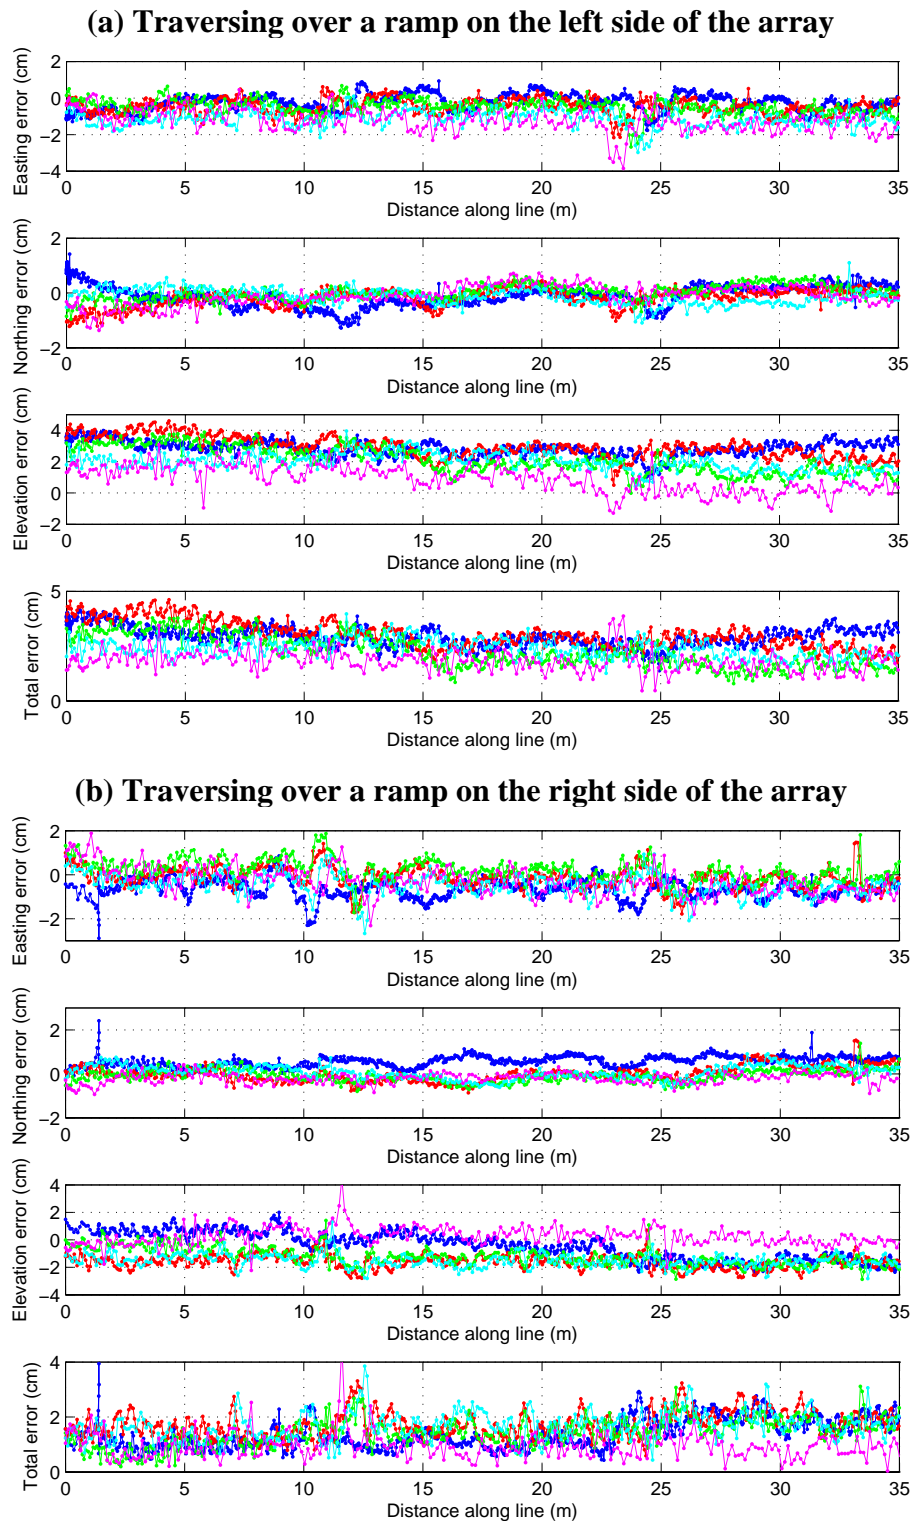 (a) Traversing over a ramp on the left side of the array
2
0
−2
−4
Easting error (cm)
0 5 10 15 20 25 30 35
Distance along line (m)
2
0
−2
Northing error (cm)
0 5 10 15 20 25 30 35
Distance along line (m)
4
2
0
−2
Elevation error (cm)
0 5 10 15 20 25 30 35
Distance along line (m)
5
0
Total error (cm)
0 5 10 15 20 25 30 35
Distance along line (m)
(b) Traversing over a ramp on the right side of the array
2
0
−2
Easting error (cm)
0 5 10 15 20 25 30 35
Distance along line (m)
2
0
−2
Northing error (cm)
0 5 10 15 20 25 30 35
Distance along line (m)
4
2
0
−2
−4
Elevation error (cm)
0 5 10 15 20 25 30 35
Distance along line (m)
4
2
0
Total error (cm)
0 5 10 15 20 25 30 35
Distance along line (m)